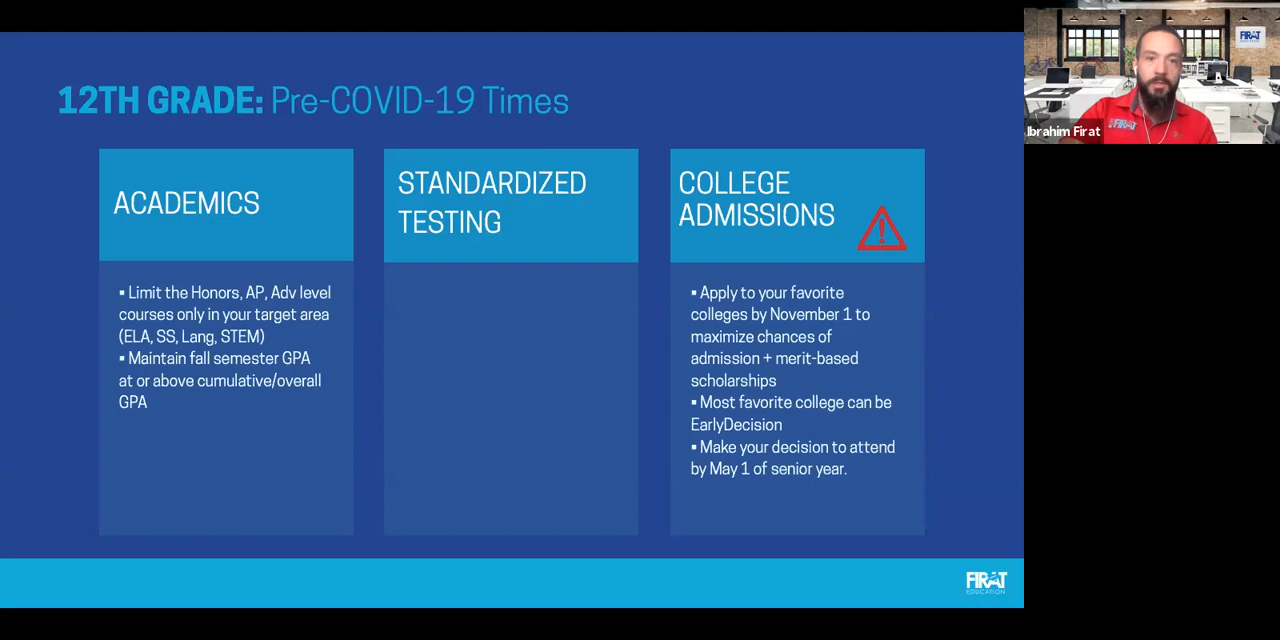 12TH GRADE: Pre-COVID-19 Times
ACADEMICS
▪ Limit the Honors, AP, Adv level
courses only in your target area
(ELA, SS, Lang, STEM)
▪ Maintain fall semester GPA
at or above cumulative/overall
GPA
STANDARDIZED
TESTING
COLLEGE
ADMISSIONS
▪ Apply to your favorite
colleges by November 1 to
maximize chances of
admission + merit-based
scholarships
▪ Most favorite college can be
EarlyDecision
▪ Make your decision to attend
by May 1 of senior year.
FIRAT
EDUCATION
FIRAT
FIRAT
Ibrahim Firat